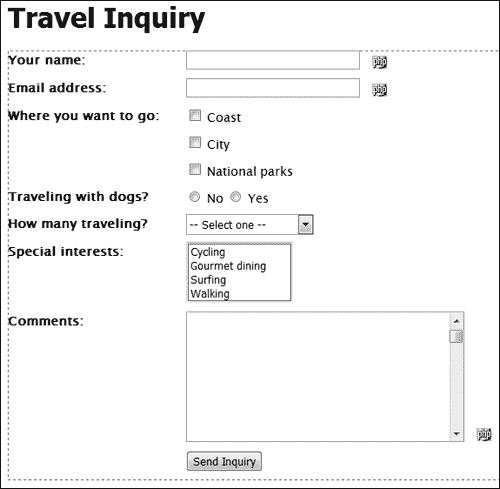 Travel Inquiry
Your name:
php
Email address:
php
Where you want to go:
Coast
City
National parks
Traveling with dogs?
No Yes
How many traveling?
-- Select one --
Special interests:
Cycling
Gourmet dining
Surfing
Walking
Comments:
php
Send Inquiry